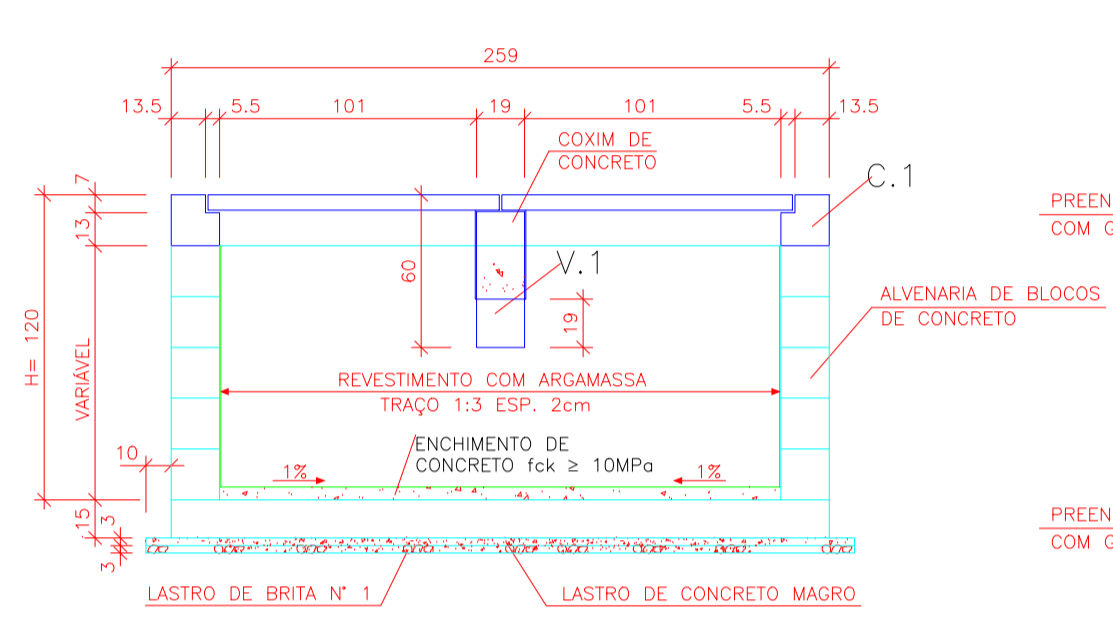 259
13.5
5.5
101
19
101
5.5
13.5
COXIM DE
CONCRETO
C.1
7
13
PREEN
COM G
60
V.1
19
ALVENARIA DE BLOCOS
DE CONCRETO
H= 120
VARIÁVEL
REVESTIMENTO COM ARGAMASSA
TRAÇO 1:3 ESP. 2cm
ENCHIMENTO DE
CONCRETO fck ≥ 10MPa
10
1%
1%
15
3
3
PREEN
COM G
LASTRO DE BRITA N° 1
LASTRO DE CONCRETO MAGRO